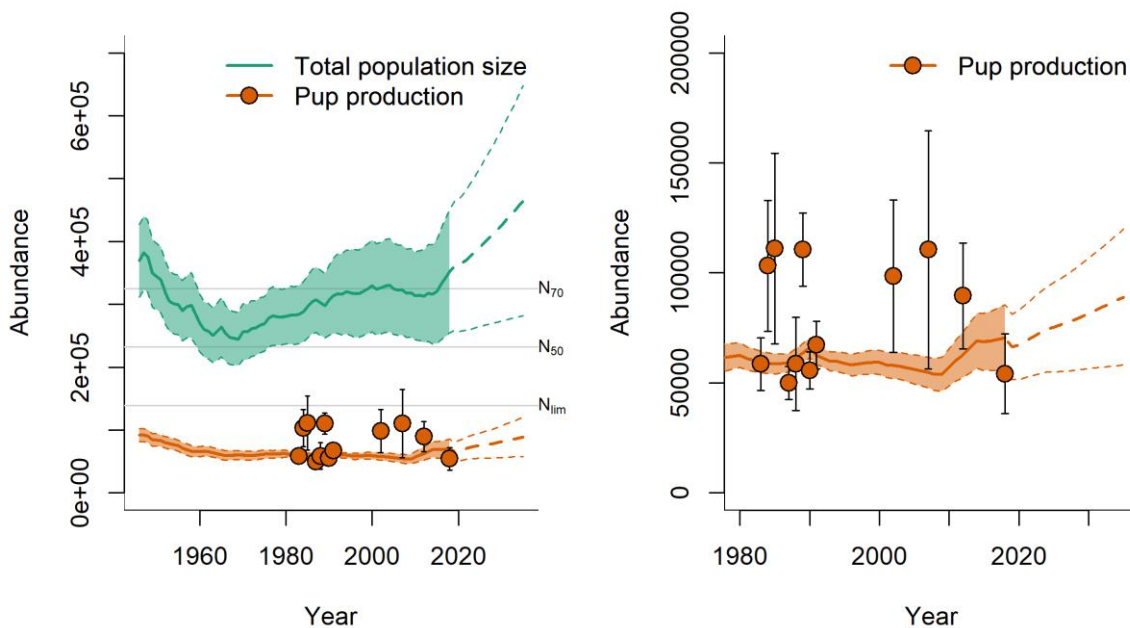 Total population size
Pup production
Abundance
0e+00
2e+05
4e+05
6e+05
N70
N50
Nlim
1960
1980
2000
2020
Year
Pup production
Abundance
0
50000
100000
150000
200000
1980
2000
2020
Year